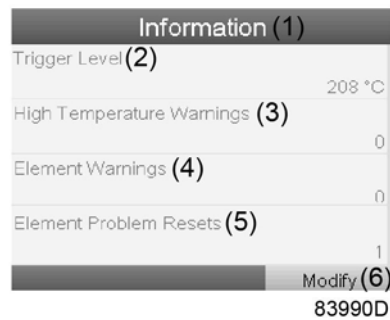 Information (1)
Trigger Level (2)
208 °C
High Temperature Warnings (3)
0
Element Warnings (4)
0
Element Problem Resets (5)
1
Modify (6)
83990D